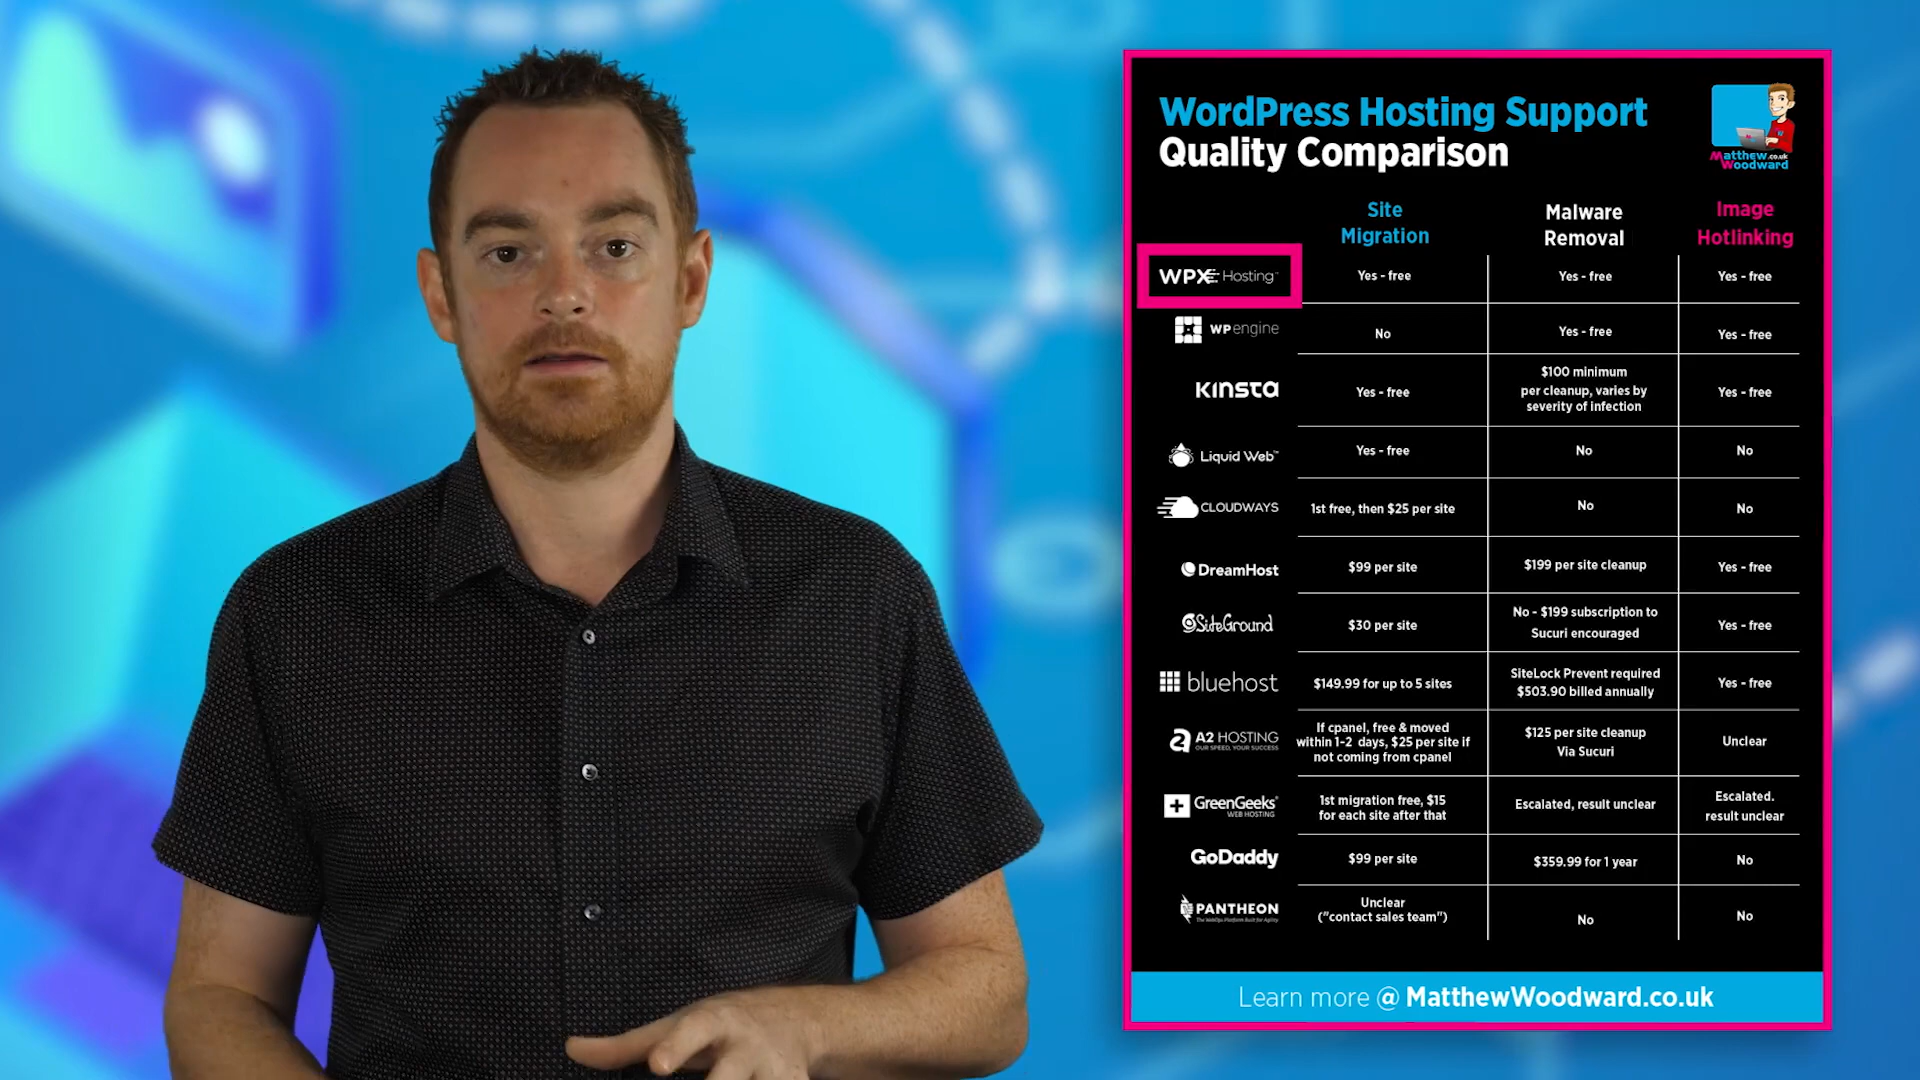 WordPress Hosting Support
Quality Comparison
Matthew.co.uk
Woodward
Site
Migration
Malware
Removal
Image
Hotlinking
WPX Hosting
Yes - free
Yes - free
Yes - free
WP engine
No
Yes - free
Yes - free
KINSTA
Yes - free
$100 minimum
per cleanup, varies by
severity of infection
Yes - free
Liquid Web™
Yes - free
No
No
CLOUDWAYS
1st free, then $25 per site
No
No
DreamHost
$99 per site
$199 per site cleanup
Yes - free
SiteGround
$30 per site
No - $199 subscription to
Sucuri encouraged
Yes - free
bluehost
$149.99 for up to 5 sites
SiteLock Prevent required
$503.90 billed annually
Yes - free
A2 HOSTING
OUR SPEED, YOUR SUCCESS
If cpanel, free & moved
within 1-2 days, $25 per site if
not coming from cpanel
$125 per site cleanup
Via Sucuri
Unclear
GreenGeeks®
WEB HOSTING
1st migration free, $15
for each site after that
Escalated, result unclear
Escalated.
result unclear
GoDaddy
$99 per site
$359.99 for 1 year
No
PANTHEON
Unclear
("contact sales team")
No
No
Learn more @ MatthewWoodward.co.uk